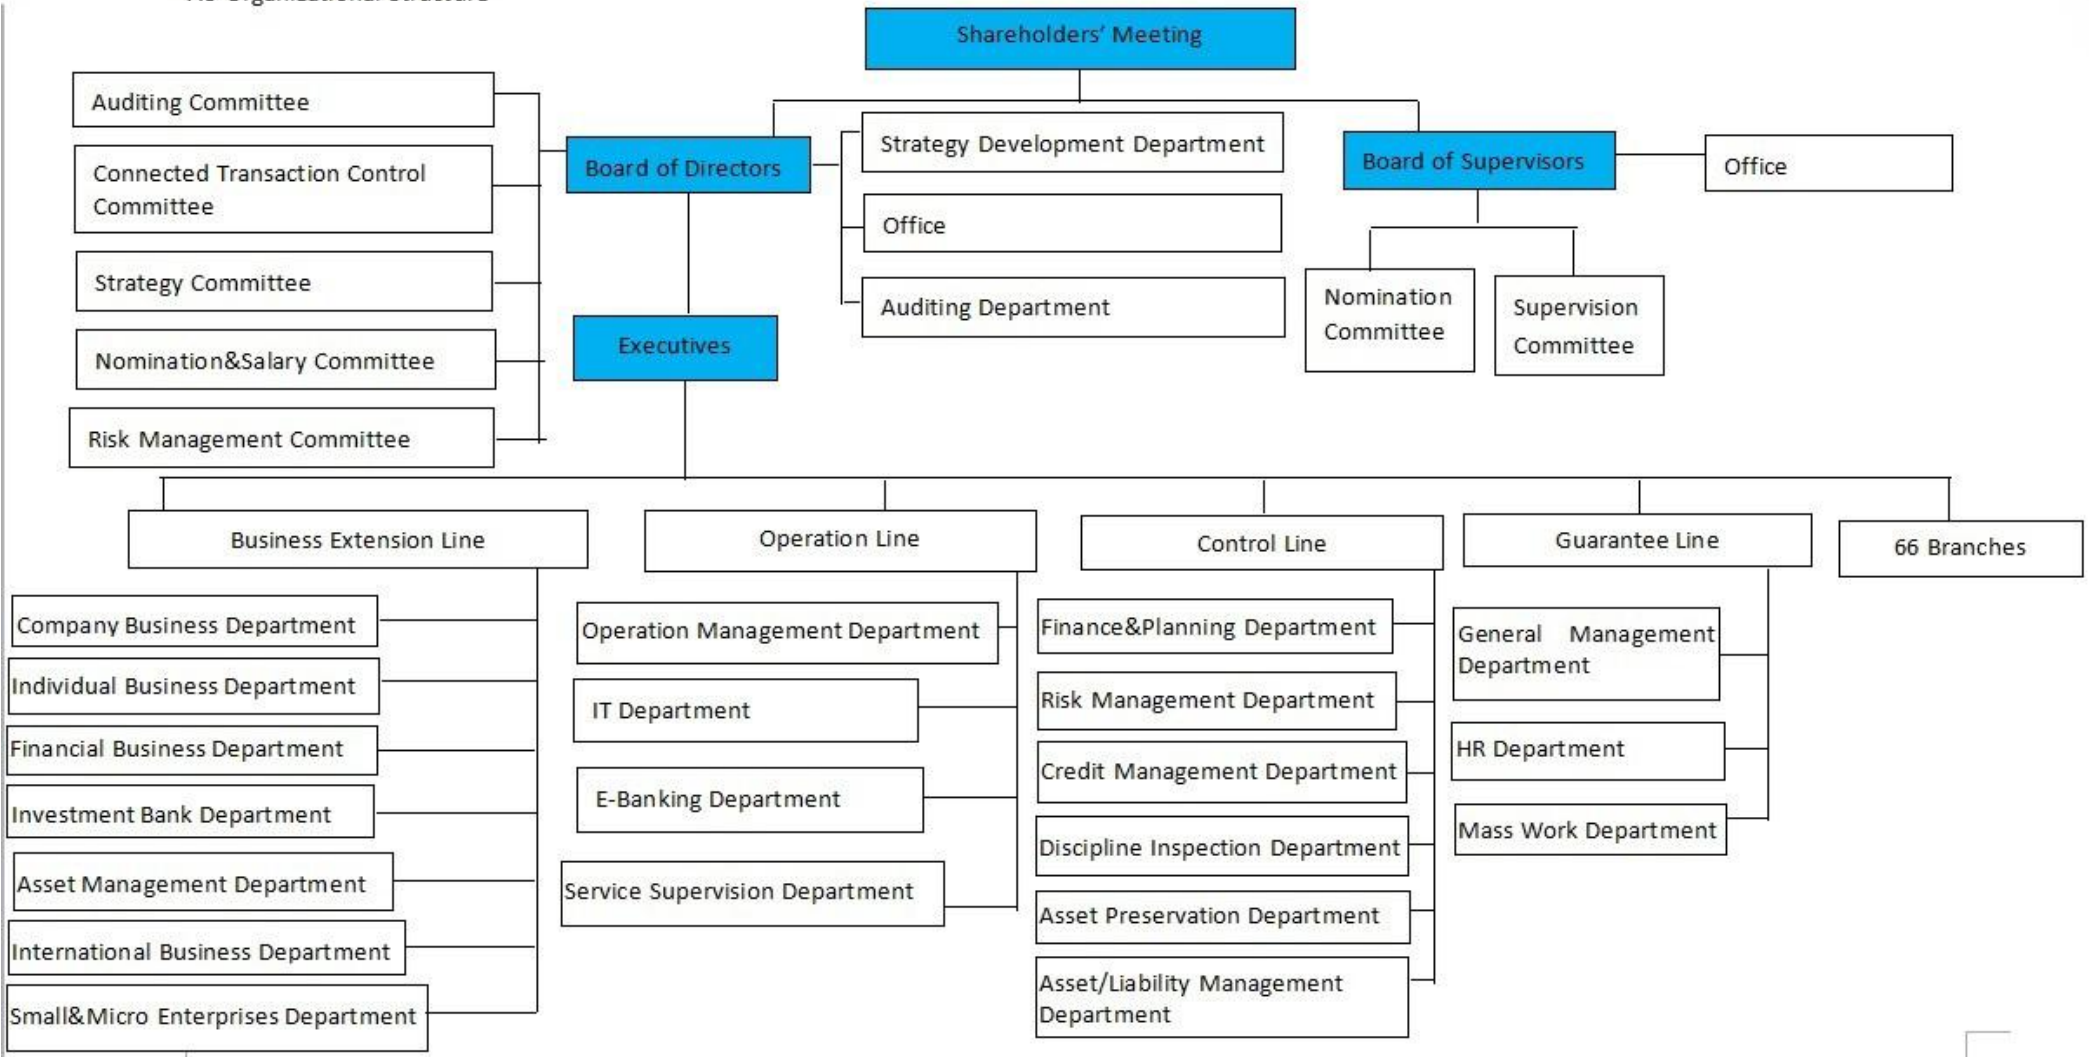 Organizational Structure
Shareholders' Meeting
Auditing Committee
Connected Transaction Control
Committee
Strategy Committee
Nomination&Salary Committee
Risk Management Committee
Board of Directors
Strategy Development Department
Office
Auditing Department
Board of Supervisors
Office
Nomination
Committee
Supervision
Committee
Executives
Business Extension Line
Company Business Department
Individual Business Department
Financial Business Department
Investment Bank Department
Asset Management Department
International Business Department
Small&Micro Enterprises Department
Operation Line
Operation Management Department
IT Department
E-Banking Department
Service Supervision Department
Control Line
Finance&Planning Department
Risk Management Department
Credit Management Department
Discipline Inspection Department
Asset Preservation Department
Asset/Liability Management
Department
Guarantee Line
General Management
Department
HR Department
Mass Work Department
66 Branches